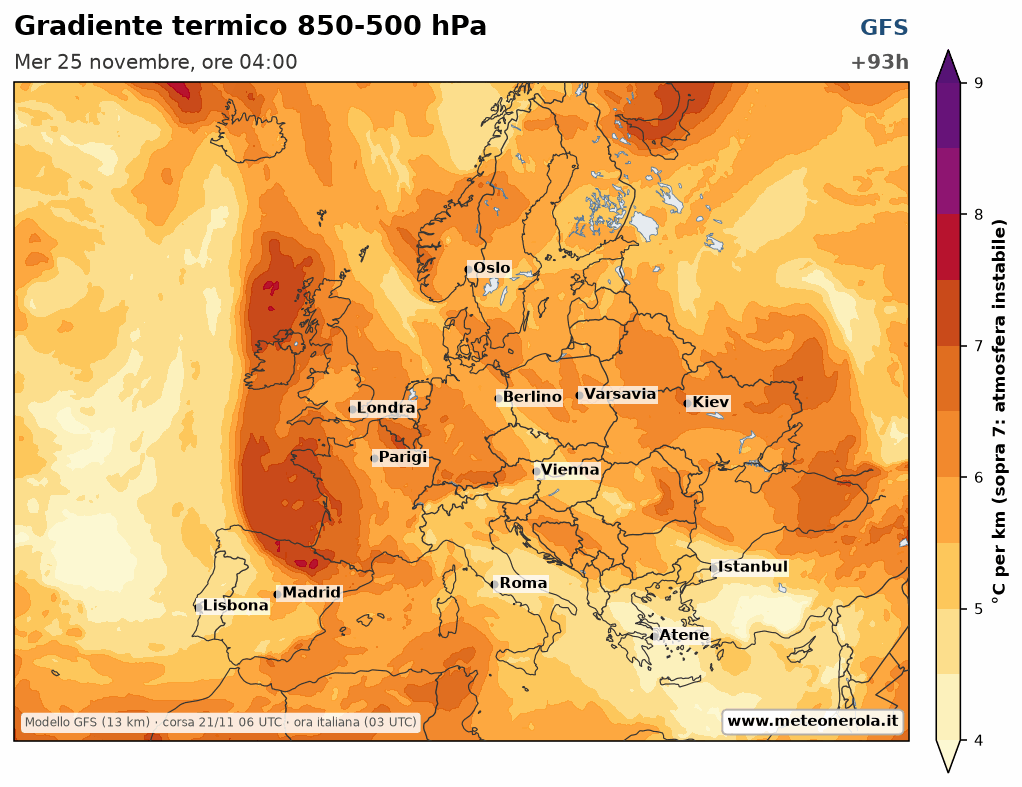 Gradiente termico 850-500 hPa
GFS
Mer 25 novembre, ore 04:00
+93h
Oslo
Berlino
Varsavia
Kiev
Londra
Parigi
Vienna
Istanbul
Roma
Madrid
Lisbona
Atene
Modello GFS (13 km) · corsa 21/11 06 UTC · ora italiana (03 UTC)
www.meteonerola.it
9
8
7
6
5
4
°C per km (sopra 7: atmosfera instabile)